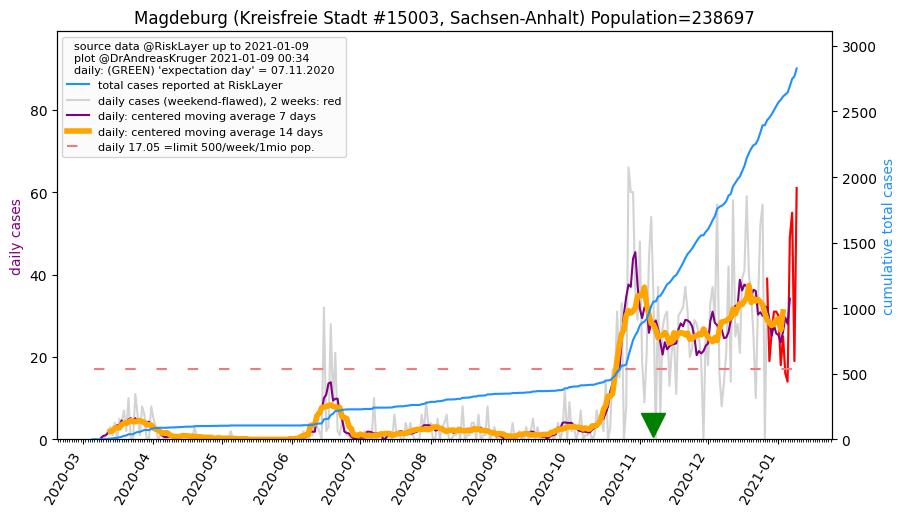 Magdeburg (Kreisfreie Stadt #15003, Sachsen-Anhalt) Population=238697
source data @RiskLayer up to 2021-01-09
plot @DrAndreasKruger 2021-01-09 00:34
daily: (GREEN) 'expectation day' = 07.11.2020
total cases reported at RiskLayer
daily cases (weekend-flawed), 2 weeks: red
daily: centered moving average 7 days
daily: centered moving average 14 days
daily 17.05 =limit 500/week/1mio pop.
daily cases
0
20
40
60
80
cumulative total cases
0
500
1000
1500
2000
2500
3000
2020-03
2020-04
2020-05
2020-06
2020-07
2020-08
2020-09
2020-10
2020-11
2020-12
2021-01